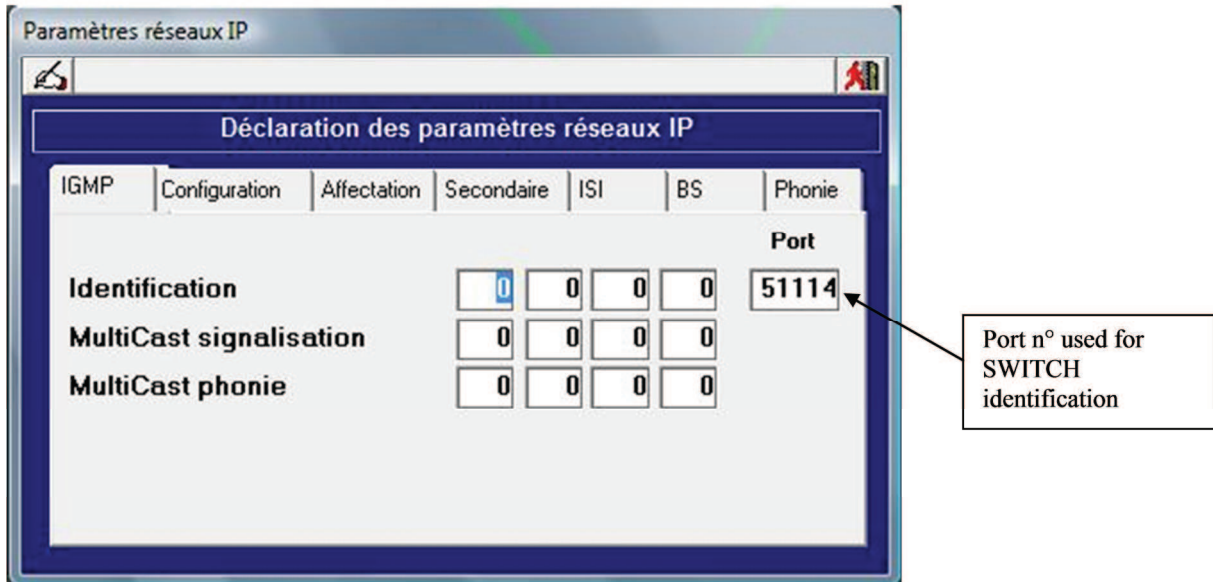 Paramètres réseaux IP
Déclaration des paramètres réseaux IP
IGMP Configuration Affectation Secondaire ISI BS Phonie
Port
Identification 0 0 0 0 51114
MultiCast signalisation 0 0 0 0
MultiCast phonie 0 0 0 0
Port n° used for
SWITCH
identification